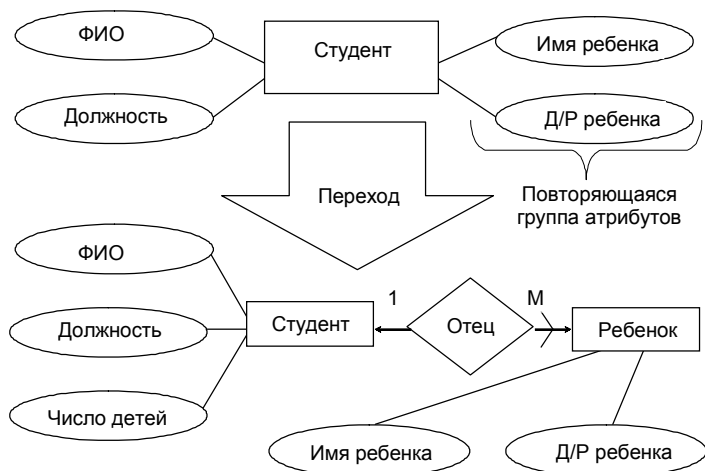 ФИО
Студент
Имя ребенка
Должность
Д/Р ребенка
Переход
Повторяющаяся
группа атрибутов
ФИО
1
М
Должность
Студент
Отец
Ребенок
Число детей
Имя ребенка
Д/Р ребенка